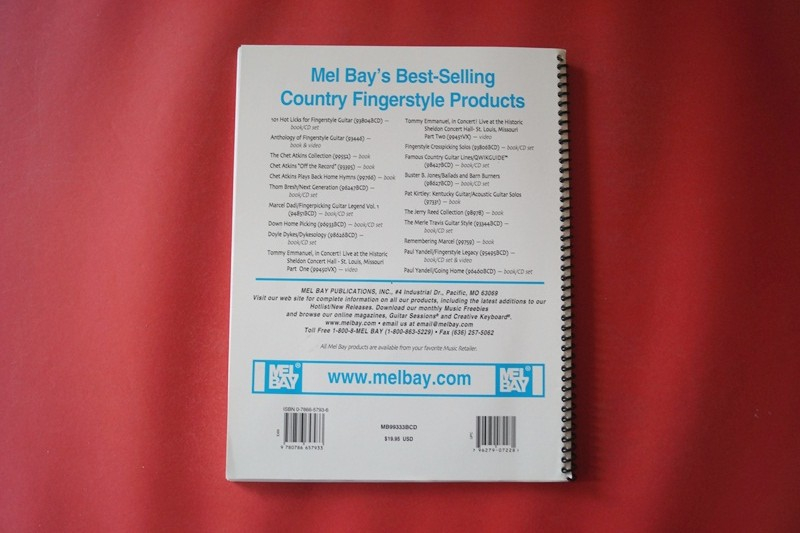 Mel Bay's Best-Selling
Country Fingerstyle Products
101 Hot Licks for Fingerstyle Guitar (93804BCD) —
book/CD set
Anthology of Fingerstyle Guitar (93446) —
book & video
The Chet Atkins Collection (99552) — book
Chet Atkins "Off the Record" (93395) — book
Chet Atkins Plays Back Home Hymns (99766) — book
Thom Bresh/Next Generation (96247BCD) —
book/CD set
Marcel Dadi/Fingerpicking Guitar Legend Vol. 1
(94857BCD) — book/CD set
Down Home Picking (96933BCD) — book/CD set
Doyle Dykes/Dykesology (98626BCD) —
book/CD set
Tommy Emmanuel, in Concert! Live at the Historic
Sheldon Concert Hall - St. Louis, Missouri
Part One (99450VX) — video
Tommy Emmanuel, in Concert! Live at the Historic
Sheldon Concert Hall- St. Louis, Missouri
Part Two (99451VX) — video
Fingerstyle Crosspicking Solos (93806BCD) — book/CD set
Famous Country Guitar Lines/QWIKGUIDE™
(98427BCD) — book/CD set
Buster B. Jones/Ballads and Barn Burners
(98627BCD) — book/CD set
Pat Kirtley: Kentucky Guitar/Acoustic Guitar Solos
(97331) — book
The Jerry Reed Collection (98978) — book
The Merle Travis Guitar Style (93344BCD) —
book/CD set
Remembering Marcel (99759) — book
Paul Yandell/Fingerstyle Legacy (95495BCD) —
book/CD set & video
Paul Yandell/Going Home (96460BCD) — book/CD set
MEL BAY PUBLICATIONS, INC., #4 Industrial Dr., Pacific, MO 63069
Visit our web site for complete information on all our products, including the latest additions to our
Hotlist/New Releases. Download our monthly Music Freebies
and browse our online magazines, Guitar Sessions® and Creative Keyboard®.
www.melbay.com • email us at email@melbay.com
Toll Free 1-800-8-MEL BAY (1-800-863-5229) • Fax (636) 257-5062
All Mel Bay products are available from your favorite Music Retailer.
MEL BAY® www.melbay.com MEL BAY®
ISBN 0-7866-5793-6
EAN
9 780786 657933
MB99333BCD
$19.95 USD
UPC